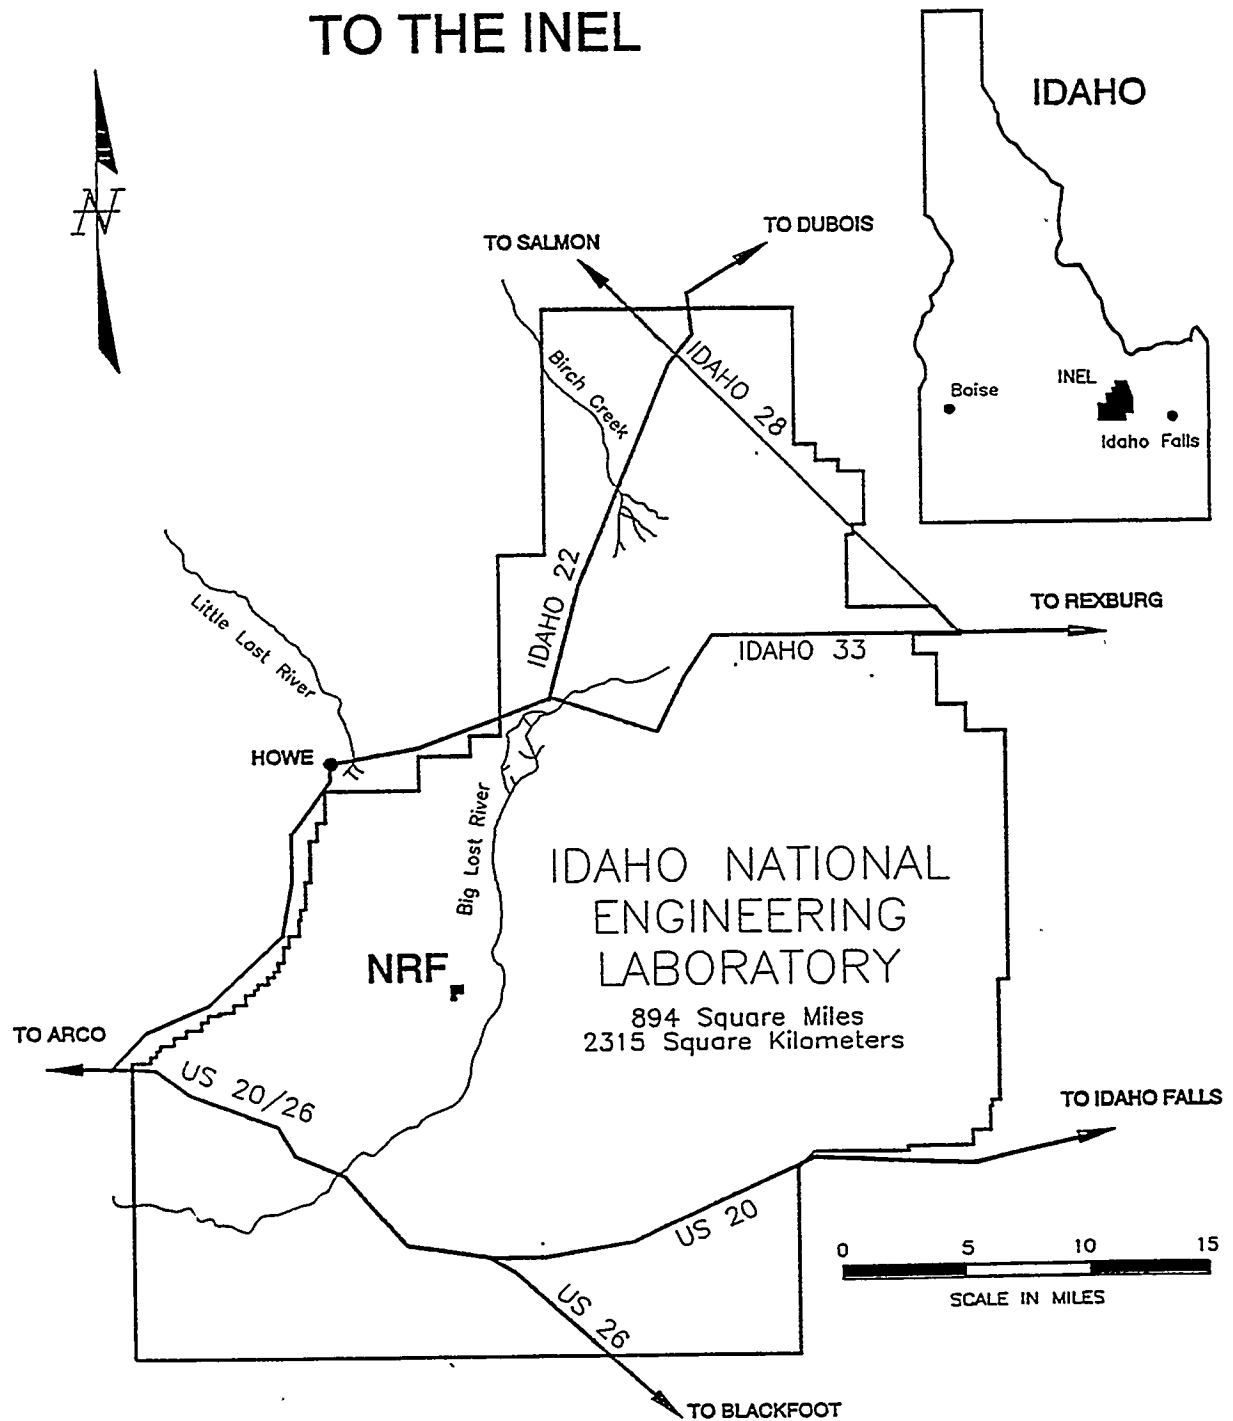 TO THE INEL
IDAHO
N
TO SALMON
TO DUBOIS
Birch Creek
IDAHO 28
Boise
INEL
Idaho Falls
IDAHO 22
Little Lost River
TO REXBURG
IDAHO 33
HOWE
Big Lost River
IDAHO NATIONAL
ENGINEERING
LABORATORY
894 Square Miles
2315 Square Kilometers
NRF
TO ARCO
US 20/26
TO IDAHO FALLS
US 20
0 5 10 15
SCALE IN MILES
US 26
TO BLACKFOOT